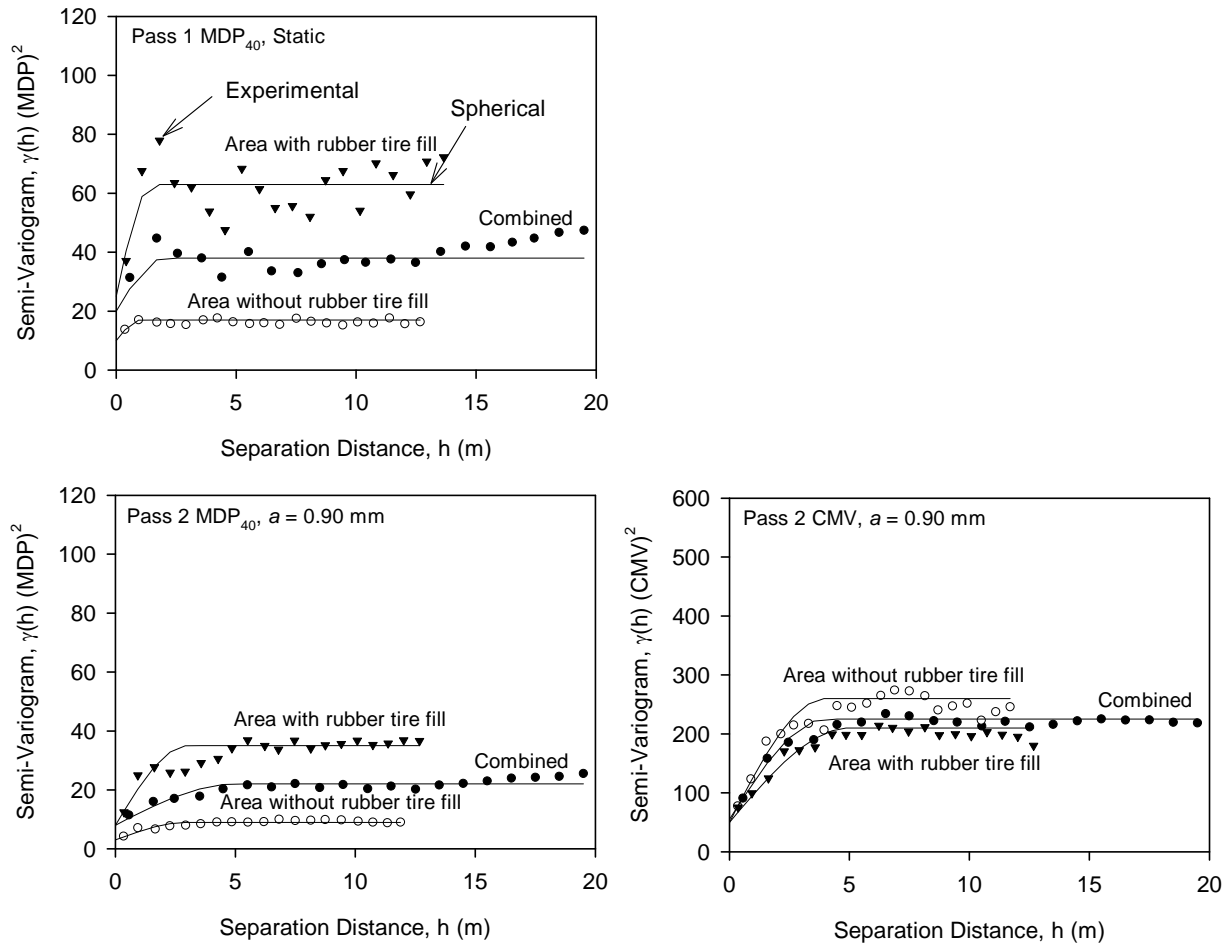 120
100
80
60
40
20
0
Semi-Variogram, γ(h) (MDP)²
Pass 1 MDP₄₀, Static
Experimental
Spherical
Area with rubber tire fill
Combined
Area without rubber tire fill
0 5 10 15 20
Separation Distance, h (m)
120
100
80
60
40
20
0
Semi-Variogram, γ(h) (MDP)²
Pass 2 MDP₄₀, a = 0.90 mm
Area with rubber tire fill
Combined
Area without rubber tire fill
0 5 10 15 20
Separation Distance, h (m)
600
500
400
300
200
100
0
Semi-Variogram, γ(h) (CMV)²
Pass 2 CMV, a = 0.90 mm
Area without rubber tire fill
Combined
Area with rubber tire fill
0 5 10 15 20
Separation Distance, h (m)